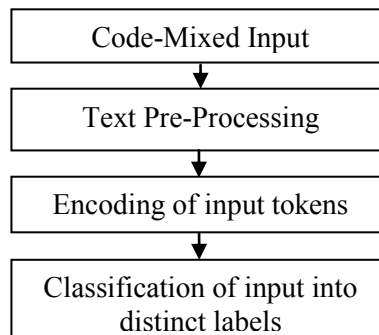 Code-Mixed Input
Text Pre-Processing
Encoding of input tokens
Classification of input into
distinct labels